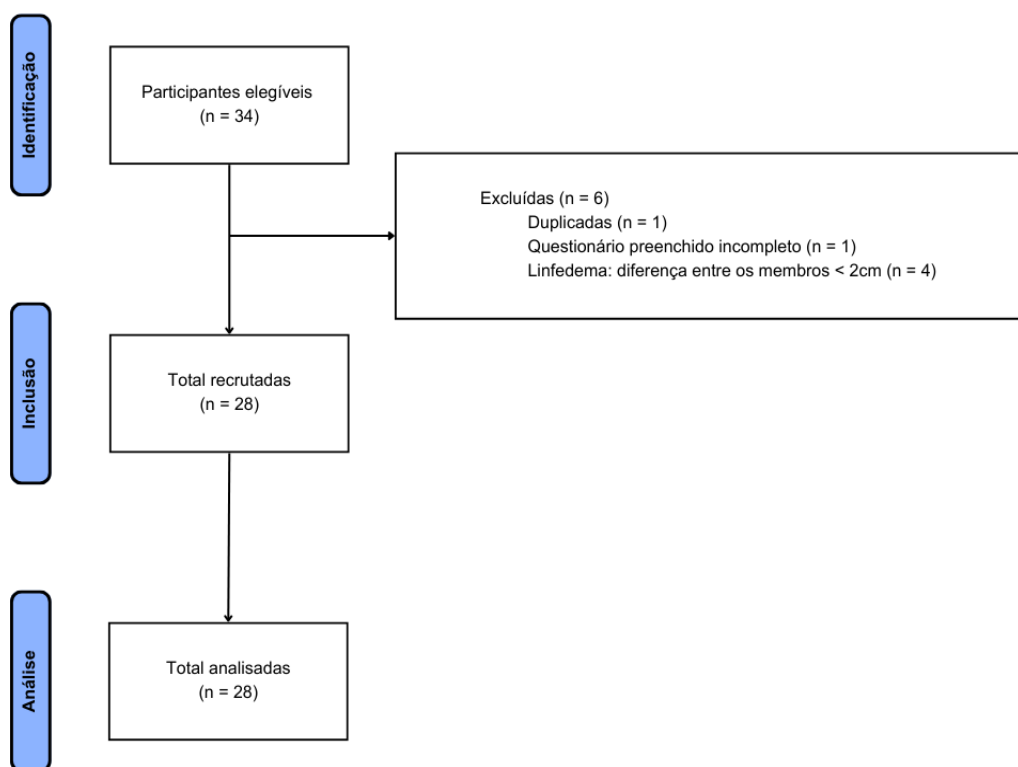 Identificação
Participantes elegíveis
(n = 34)
Excluídas (n = 6)
Duplicadas (n = 1)
Questionário preenchido incompleto (n = 1)
Linfedema: diferença entre os membros < 2cm (n = 4)
Inclusão
Total recrutadas
(n = 28)
Análise
Total analisadas
(n = 28)